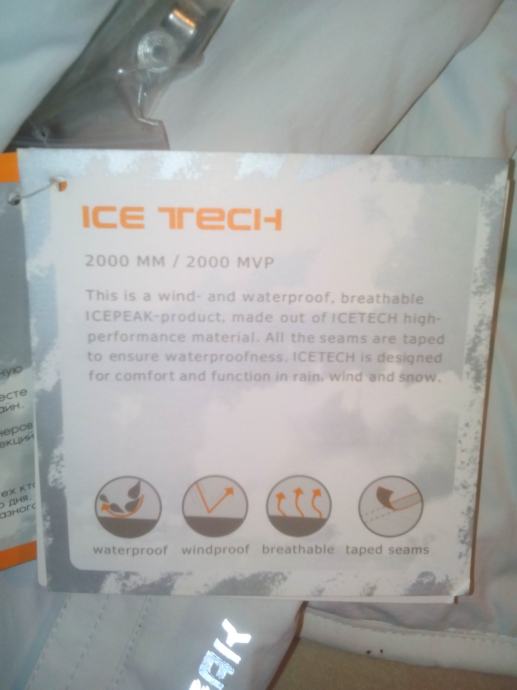 ICE TECH
2000 MM / 2000 MVP
This is a wind- and waterproof, breathable
ICEPEAK-product, made out of ICETECH high-
performance material. All the seams are taped
to ensure waterproofness. ICETECH is designed
for comfort and function in rain, wind and snow.
waterproof windproof breathable taped seams